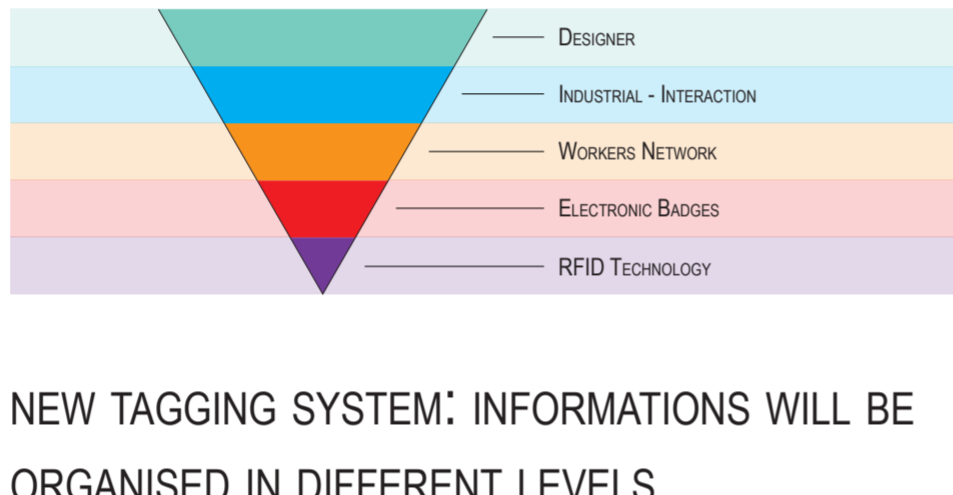 Designer
Industrial - Interaction
Workers Network
Electronic Badges
RFID Technology
NEW TAGGING SYSTEM: INFORMATIONS WILL BE
ORGANISED IN DIFFERENT LEVELS